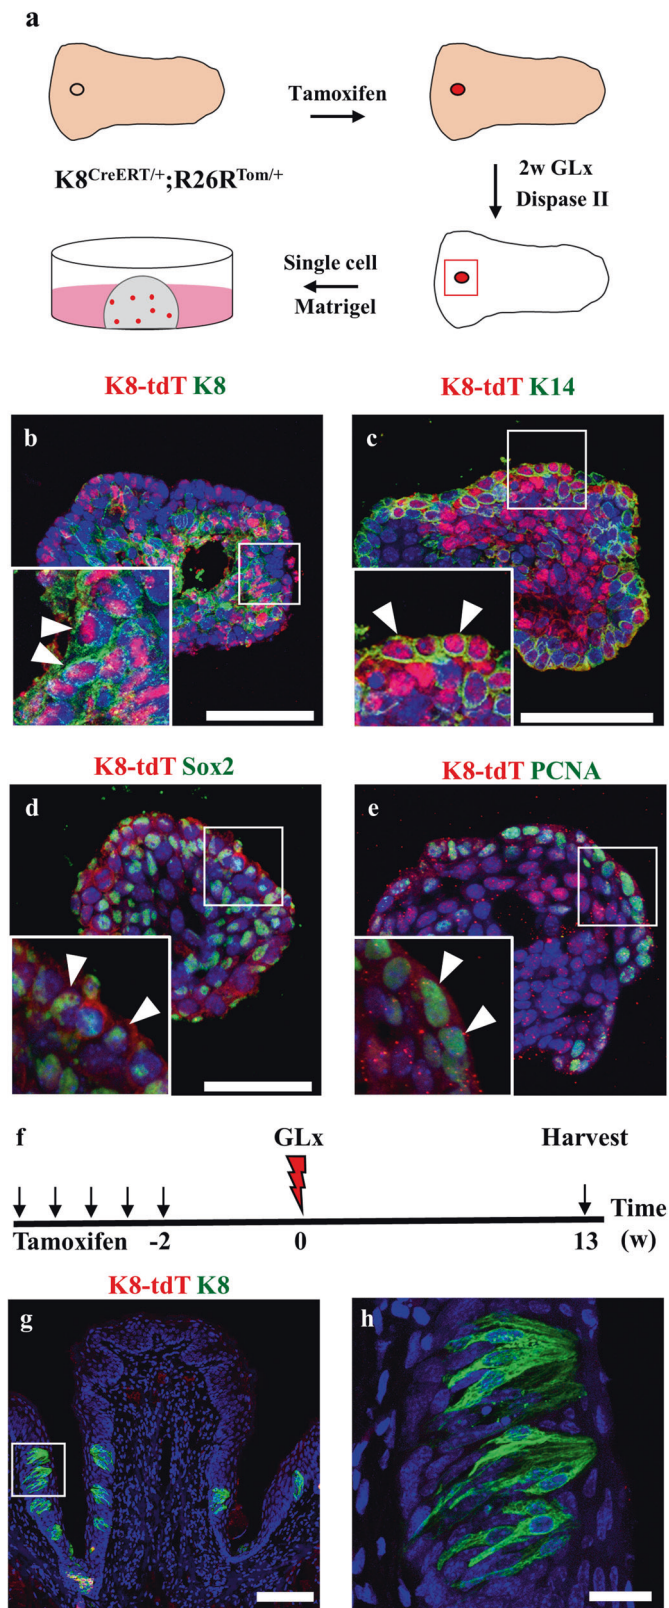 a
Tamoxifen
K8CreERT/+;R26RTom/+
2w GLx
Dispase II
Single cell
Matrigel
K8-tdT K8
K8-tdT K14
b
c
K8-tdT Sox2
K8-tdT PCNA
d
e
f
GLx
Harvest
Time
Tamoxifen -2 0 13 (w)
K8-tdT K8
g
h